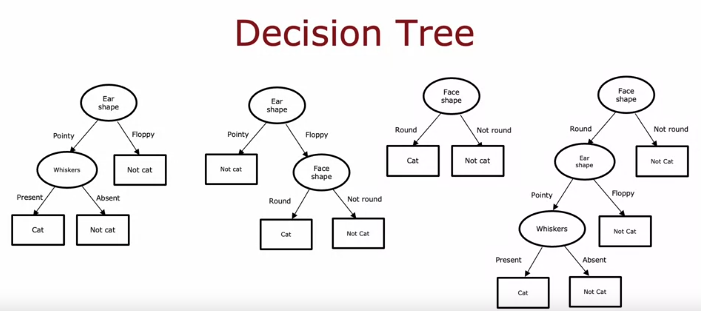 Decision Tree
Ear
shape
Pointy
Floppy
Whiskers
Not cat
Present
Absent
Cat
Not cat
Ear
shape
Pointy
Floppy
Not cat
Face
shape
Round
Not round
Cat
Not Cat
Face
shape
Round
Not round
Cat
Not cat
Face
shape
Round
Not round
Ear
shape
Not Cat
Pointy
Floppy
Whiskers
Not Cat
Present
Absent
Cat
Not Cat